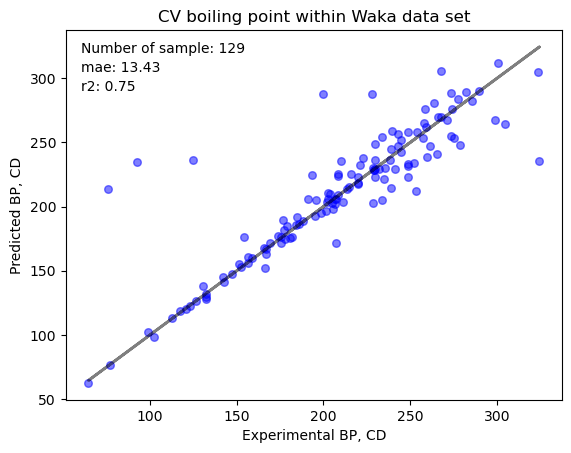 CV boiling point within Waka data set
Number of sample: 129
mae: 13.43
r2: 0.75
Predicted BP, CD
300
250
200
150
100
50
100 150 200 250 300
Experimental BP, CD